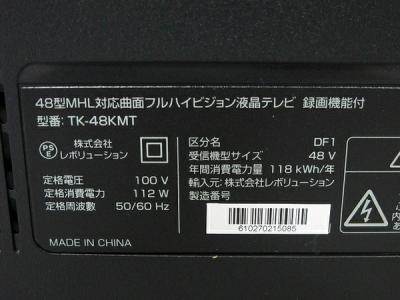 48型MHL対応曲面フルハイビジョン液晶テレビ 録画機能付
型番: TK-48KMT
PS
E
株式会社
レボリューション
定格電圧 100 V
定格消費電力 112 W
定格周波数 50/60 Hz
区分名 DF1
受信機型サイズ 48 V
年間消費電力量 118 kWh/年
輸入元: 株式会社レボリューション
製造番号
610270215085
MADE IN CHINA